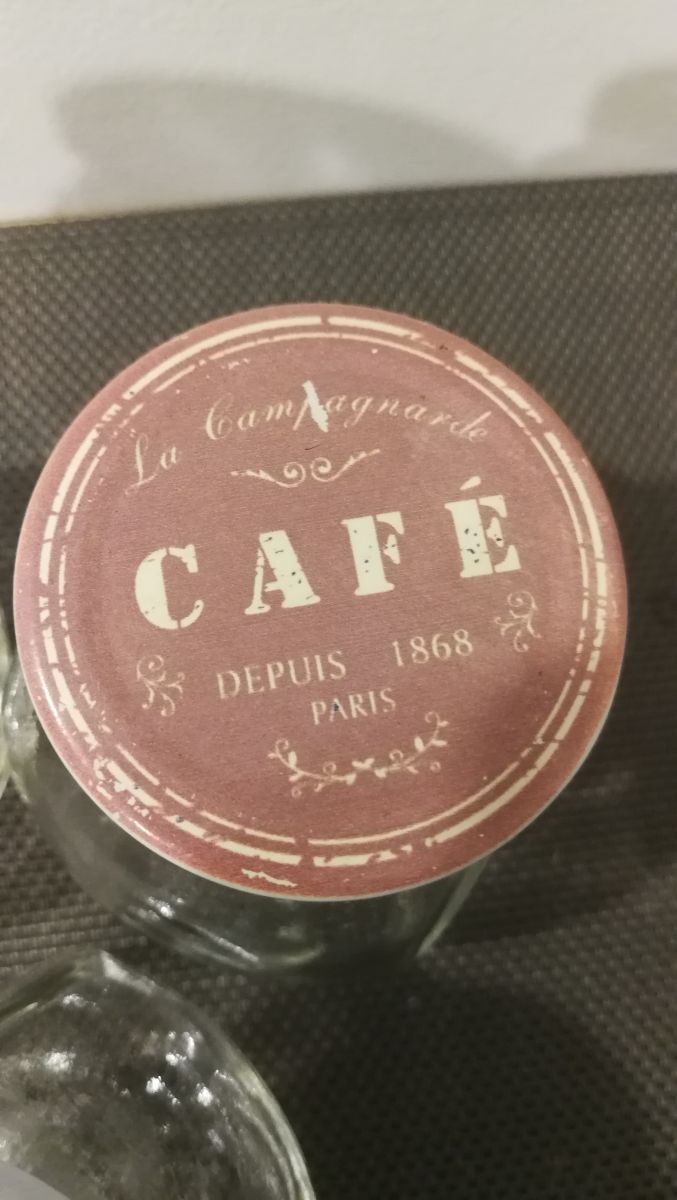 La Campagnarde
CAFÉ
DEPUIS 1868
PARIS